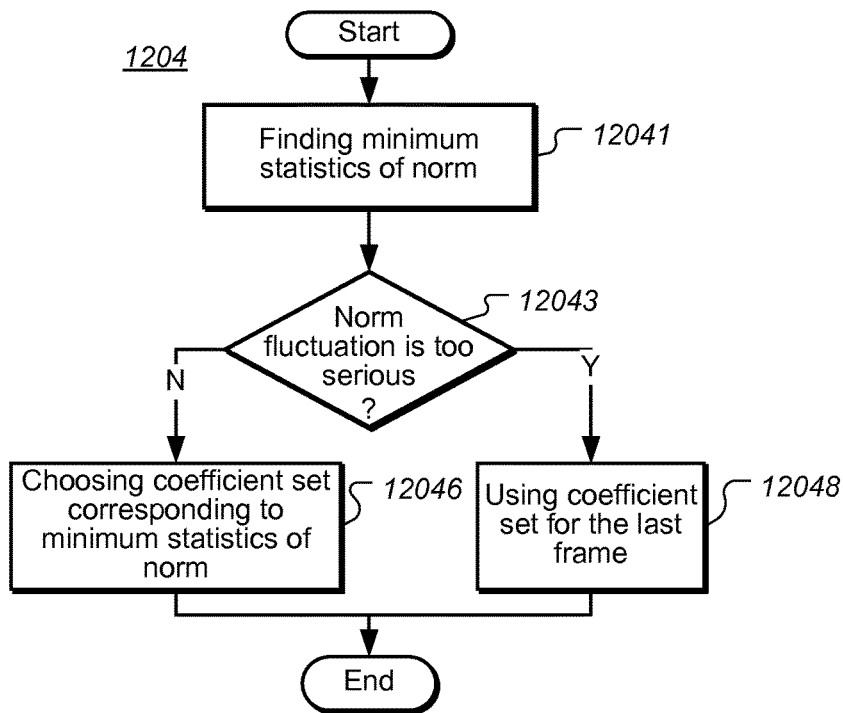 Start
1204
Finding minimum
statistics of norm
12041
Norm
fluctuation is too
serious
?
12043
N
Y
Choosing coefficient set
corresponding to
minimum statistics of
norm
12046
Using coefficient
set for the last
frame
12048
End